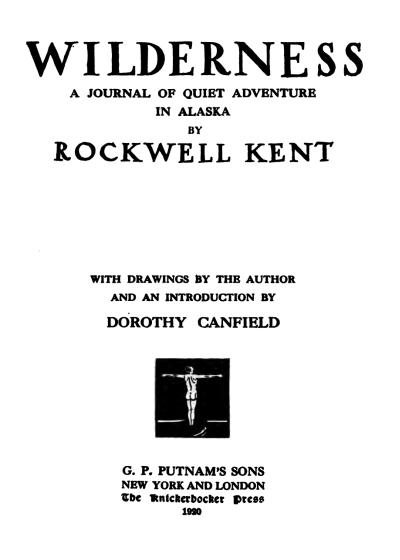 WILDERNESS
A JOURNAL OF QUIET ADVENTURE
IN ALASKA
BY
ROCKWELL KENT
WITH DRAWINGS BY THE AUTHOR
AND AN INTRODUCTION BY
DOROTHY CANFIELD
G. P. PUTNAM'S SONS
NEW YORK AND LONDON
The Knickerbocker Press
1920